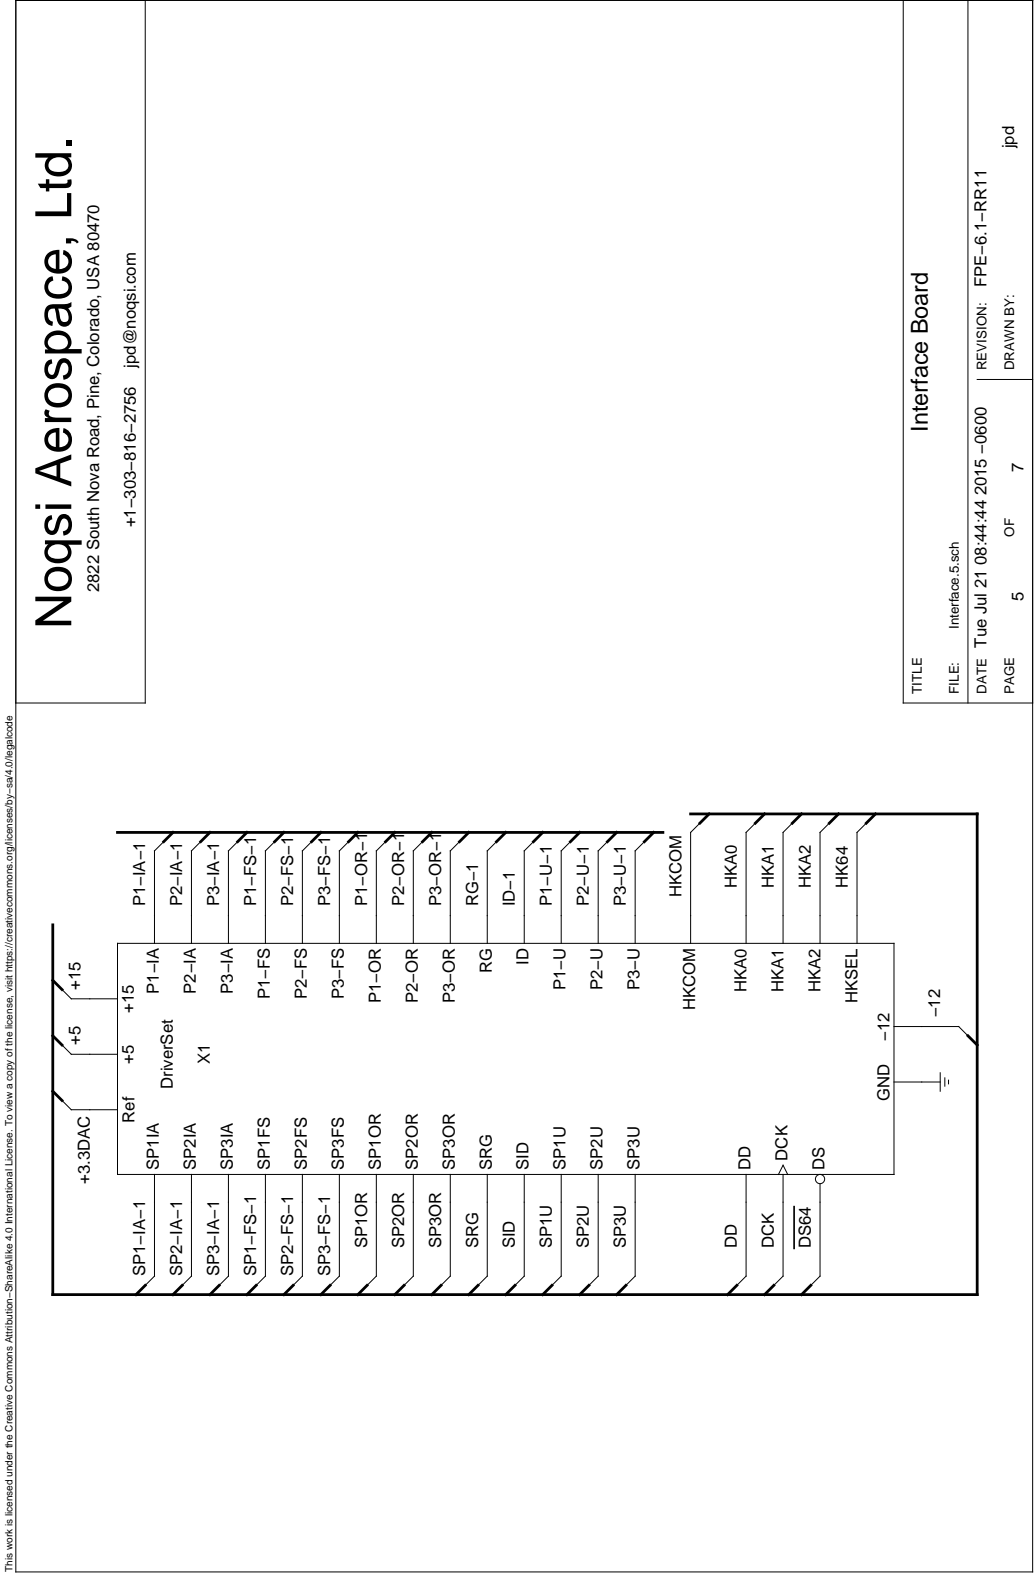 This work is licensed under the Creative Commons Attribution−ShareAlike 4.0 International License. To view a copy of the license, visit https://creativecommons.org/licenses/by−sa/4.0/legalcode
Noqsi Aerospace, Ltd.
2822 South Nova Road, Pine, Colorado, USA 80470
+1−303−816−2756 jpd@noqsi.com
+3.3DAC
+5
+15
Ref
+5
+15
DriverSet
X1
SP1−IA−1
SP1IA
P1−IA
P1−IA−1
SP2−IA−1
SP2IA
P2−IA
P2−IA−1
SP3−IA−1
SP3IA
P3−IA
P3−IA−1
SP1−FS−1
SP1FS
P1−FS
P1−FS−1
SP2−FS−1
SP2FS
P2−FS
P2−FS−1
SP3−FS−1
SP3FS
P3−FS
P3−FS−1
SP1OR
SP1OR
P1−OR
P1−OR−1
SP2OR
SP2OR
P2−OR
P2−OR−1
SP3OR
SP3OR
P3−OR
P3−OR−1
SRG
SRG
RG
RG−1
SID
SID
ID
ID−1
SP1U
SP1U
P1−U
P1−U−1
SP2U
SP2U
P2−U
P2−U−1
SP3U
SP3U
P3−U
P3−U−1
HKCOM
HKCOM
DD
DD
HKA0
HKA0
DCK
DCK
HKA1
HKA1
DS64
DS
HKA2
HKA2
HKSEL
HK64
GND
−12
−12
TITLE
Interface Board
FILE: Interface.5.sch
DATE Tue Jul 21 08:44:44 2015 −0600
REVISION: FPE−6.1−RR11
PAGE 5 OF 7
DRAWN BY: jpd